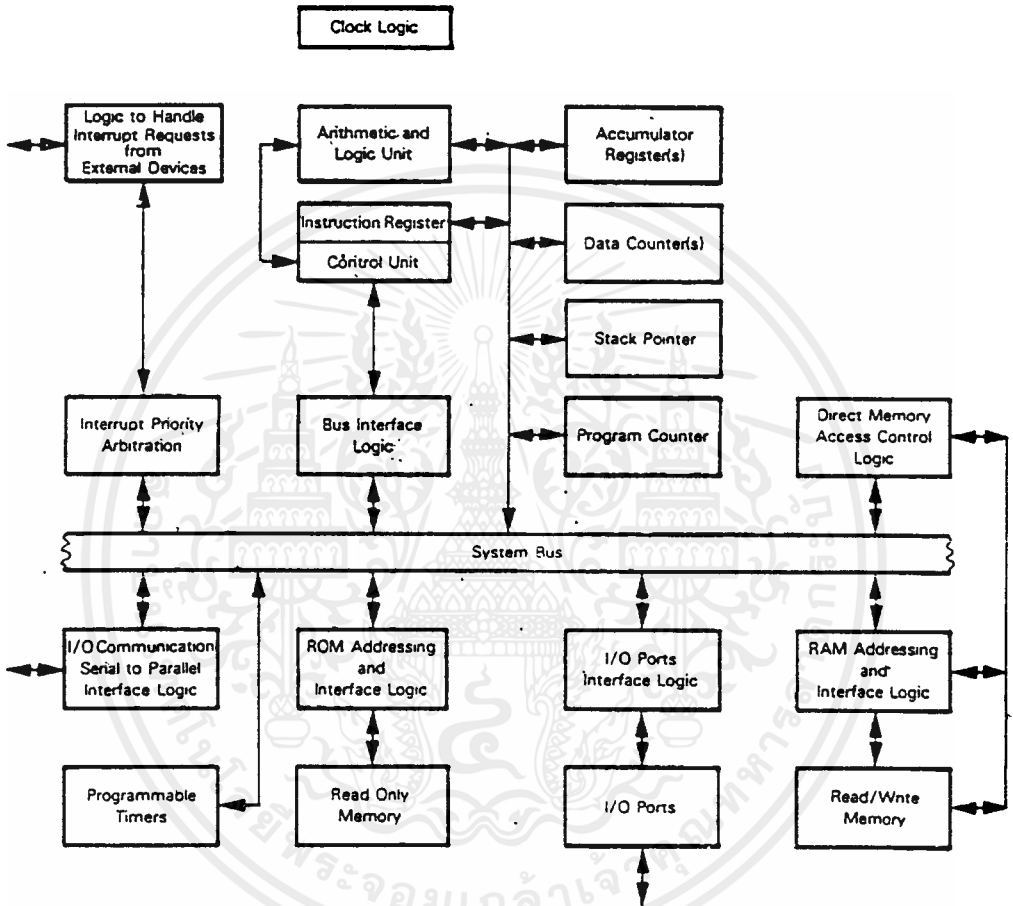 Clock Logic
Logic to Handle
Interrupt Requests
from
External Devices
Arithmetic and
Logic Unit
Accumulator
Register(s)
Instruction Register
Control Unit
Data Counter(s)
Stack Pointer
Interrupt Priority
Arbitration
Bus Interface
Logic
Program Counter
Direct Memory
Access Control
Logic
System Bus
I/O Communication
Serial to Parallel
Interface Logic
ROM Addressing
and
Interface Logic
I/O Ports
Interface Logic
RAM Addressing
and
Interface Logic
Programmable
Timers
Read Only
Memory
I/O Ports
Read/Write
Memory